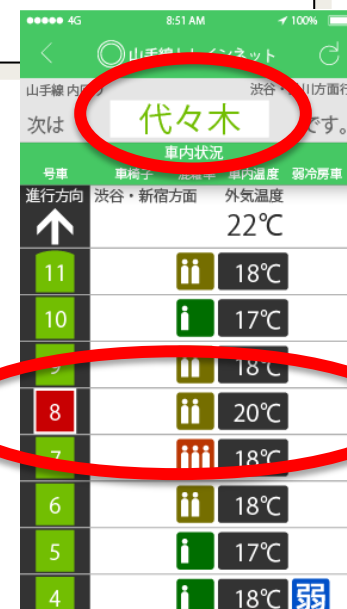 4G 8:51 AM 100%
山手線トレインネット
山手線 内回り 渋谷・品川方面行
次は 代々木 です。
車内状況
号車 車椅子 混雑率 車内温度 弱冷房車
進行方向 渋谷・新宿方面 外気温度
22℃
11 18℃
10 17℃
9 18℃
8 20℃
7 18℃
6 18℃
5 17℃
4 18℃ 弱